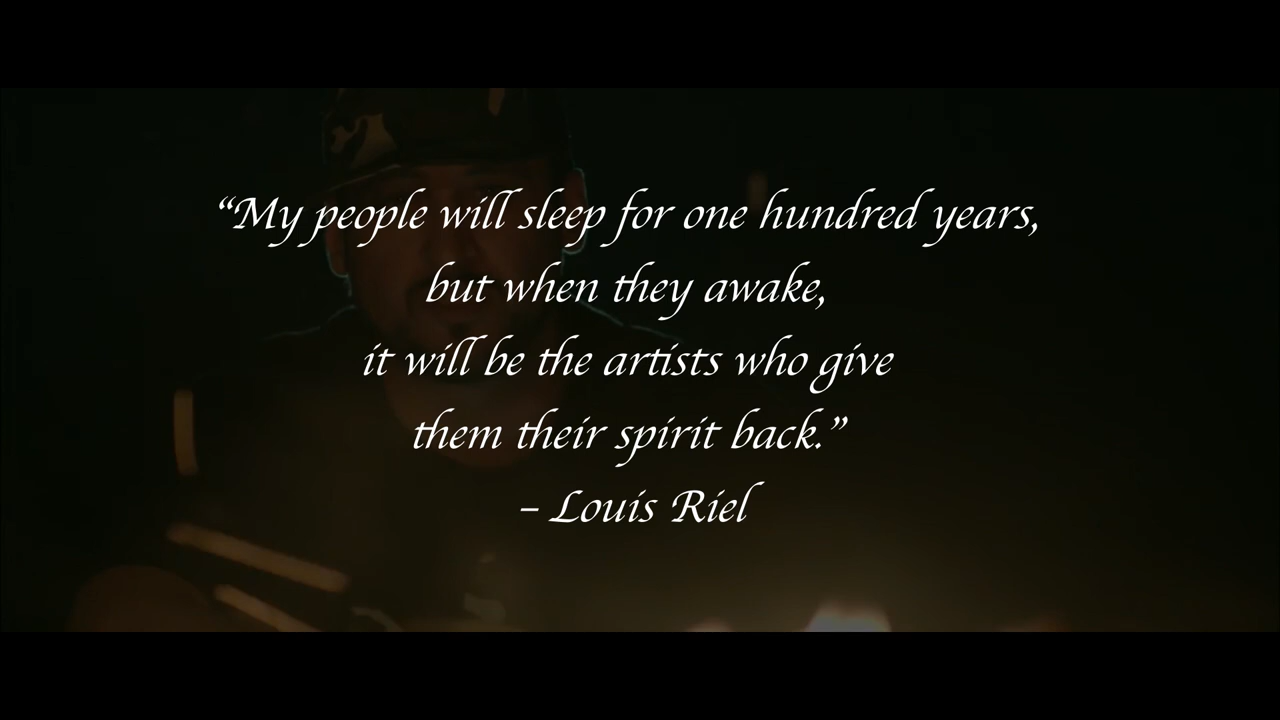 “My people will sleep for one hundred years,
but when they awake,
it will be the artists who give
them their spirit back.”
– Louis Riel